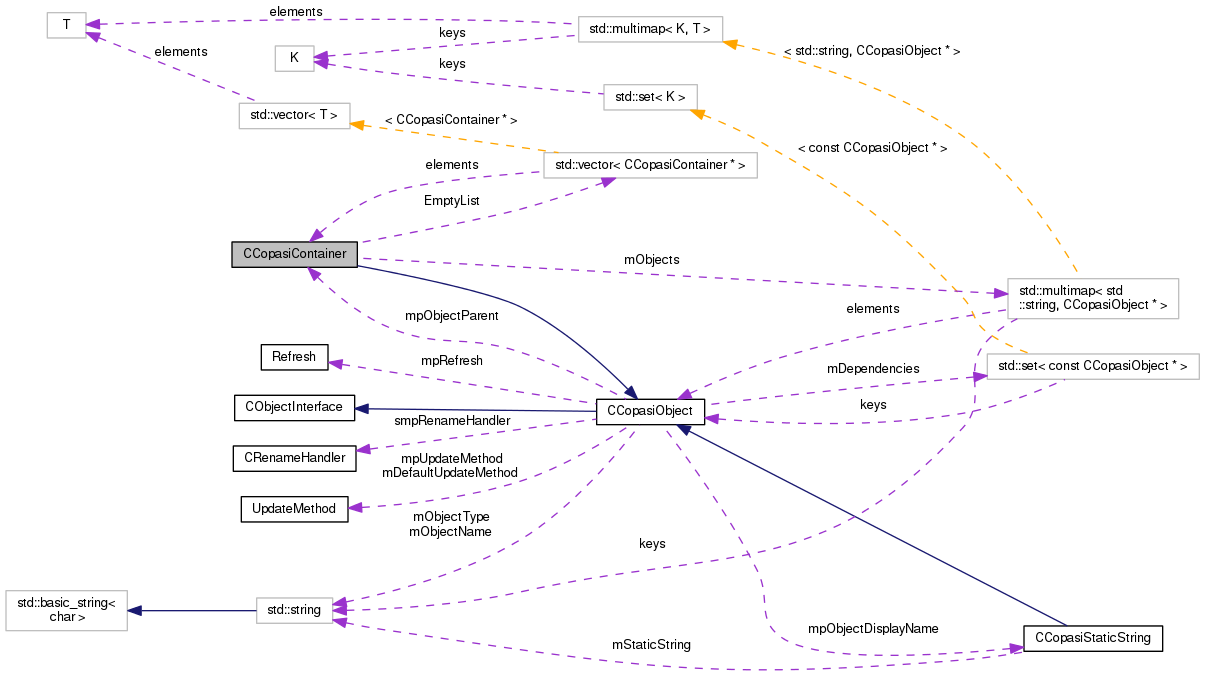 elements
T
std::multimap< K, T >
keys
elements
< std::string, CCopasiObject * >
K
keys
std::set< K >
std::vector< T >
< CCopasiContainer * >
< const CCopasiObject * >
elements
std::vector< CCopasiContainer * >
EmptyList
CCopasiContainer
mObjects
std::multimap< std
::string, CCopasiObject * >
mpObjectParent
elements
Refresh
mpRefresh
mDependencies
std::set< const CCopasiObject * >
CObjectInterface
CCopasiObject
keys
smpRenameHandler
CRenameHandler
mpUpdateMethod
mDefaultUpdateMethod
UpdateMethod
mObjectType
mObjectName
keys
std::basic_string<
char >
std::string
mpObjectDisplayName
CCopasiStaticString
mStaticString